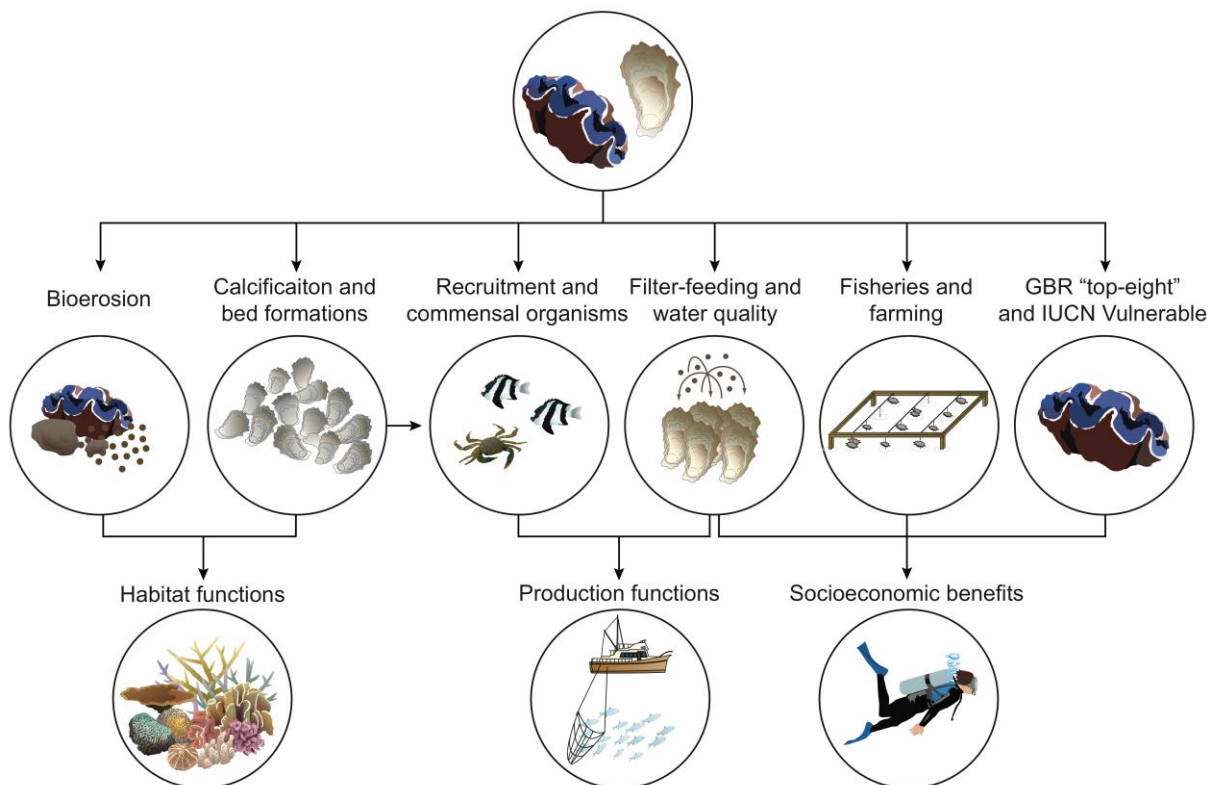 Bioerosion
Calcificaiton and
bed formations
Recruitment and
commensal organisms
Filter-feeding and
water quality
Fisheries and
farming
GBR “top-eight”
and IUCN Vulnerable
Habitat functions
Production functions
Socioeconomic benefits